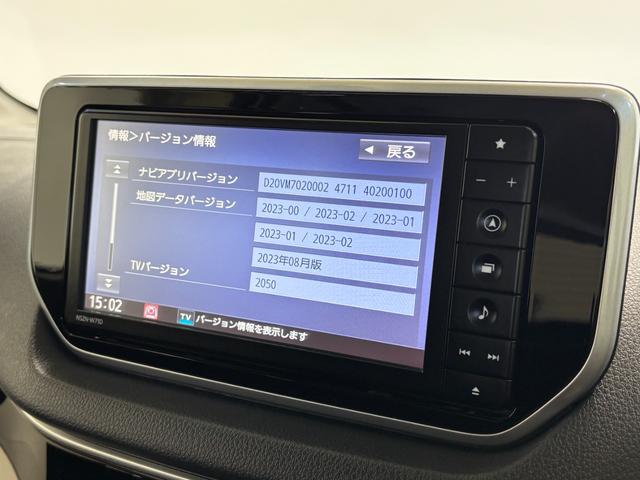 情報>バージョン情報
戻る
ナビアプリバージョン D20VM7020002 4711 40200100
地図データバージョン 2023-00 / 2023-02 / 2023-01
2023-01 / 2023-02
2023年08月版
TVバージョン 2050
15:02 TV バージョン情報を表示します
NSZN-W71D